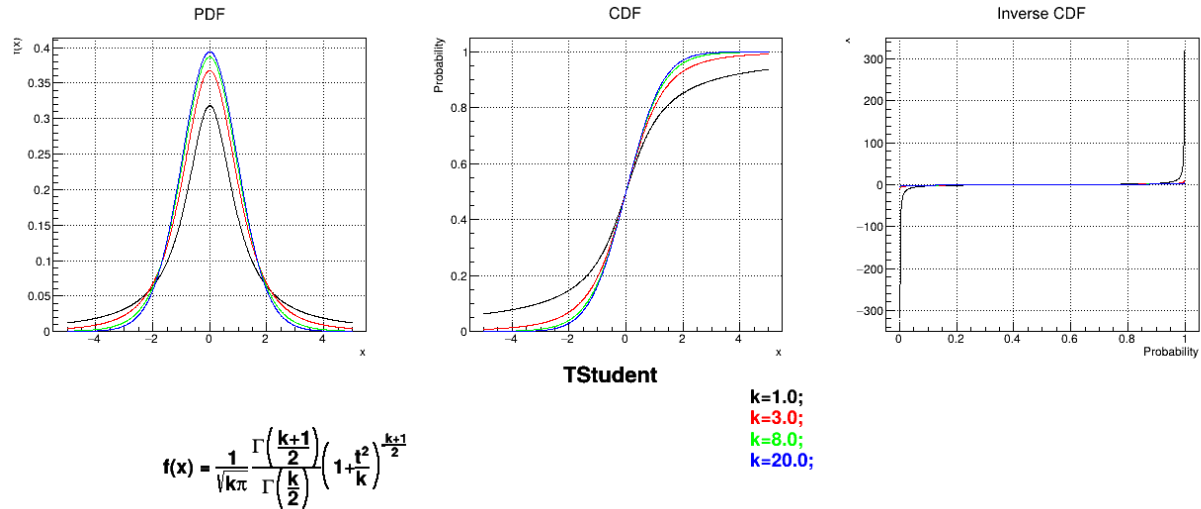 PDF
f(x)
0.4
0.35
0.3
0.25
0.2
0.15
0.1
0.05
0
−4 −2 0 2 4
x
CDF
Probability
1
0.8
0.6
0.4
0.2
0
−4 −2 0 2 4
x
Inverse CDF
300
200
100
0
−100
−200
−300
0 0.2 0.4 0.6 0.8 1
Probability
TStudent
k=1.0;
k=3.0;
k=8.0;
k=20.0;
f(x) = 1/√kπ Γ(k+1/2)/Γ(k/2) (1+t²/k)^-k+1/2